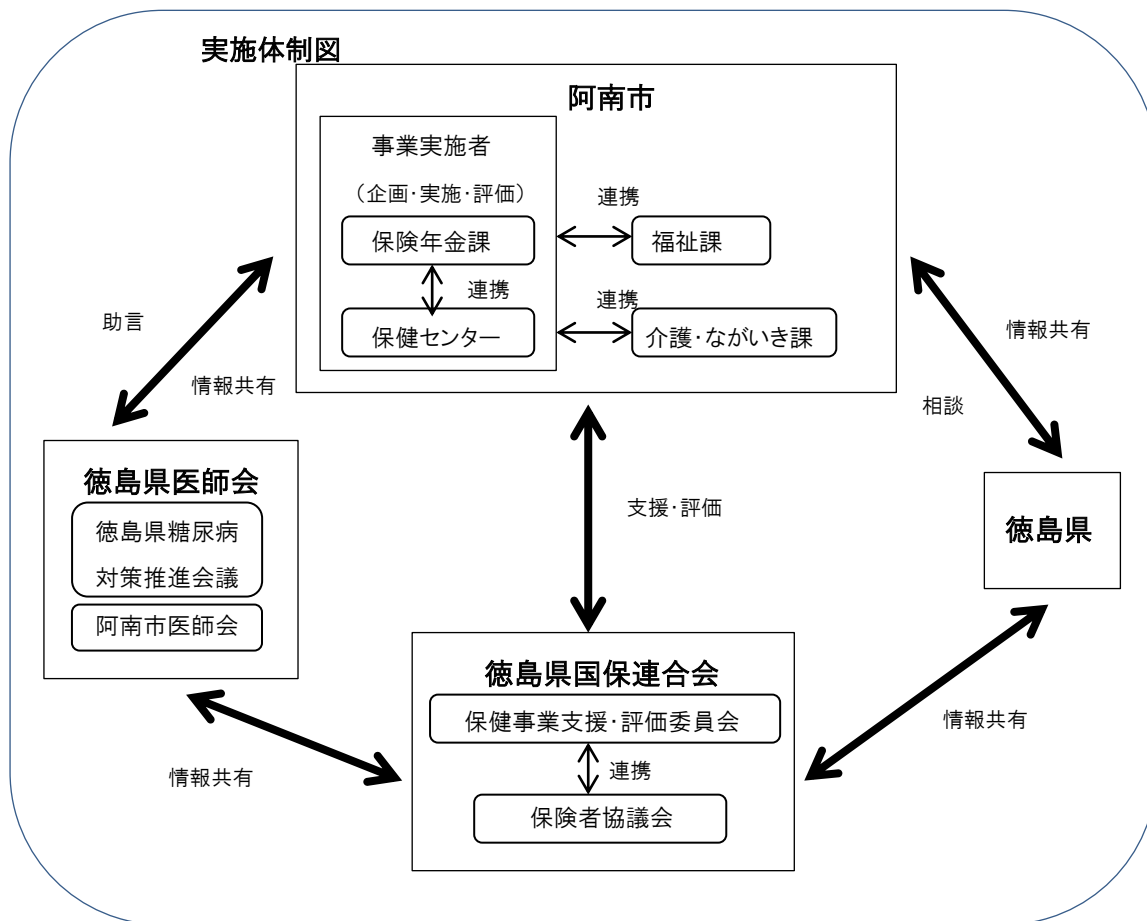 実施体制図
阿南市
事業実施者
（企画･実施･評価）
保険年金課
連携
保健センター
連携
福祉課
連携
介護･ながいき課
助言
情報共有
情報共有
相談
徳島県医師会
徳島県糖尿病
対策推進会議
阿南市医師会
支援･評価
徳島県
徳島県国保連合会
保健事業支援･評価委員会
連携
保険者協議会
情報共有
情報共有